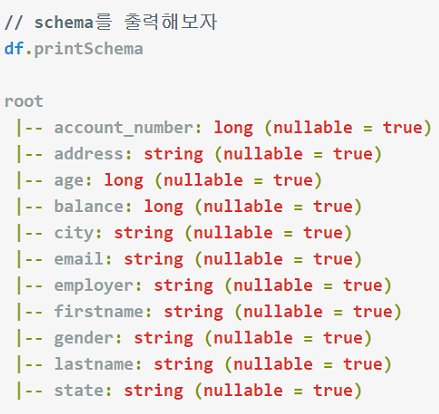 // schema를 출력해보자
df.printSchema
root
|-- account_number: long (nullable = true)
|-- address: string (nullable = true)
|-- age: long (nullable = true)
|-- balance: long (nullable = true)
|-- city: string (nullable = true)
|-- email: string (nullable = true)
|-- employer: string (nullable = true)
|-- firstname: string (nullable = true)
|-- gender: string (nullable = true)
|-- lastname: string (nullable = true)
|-- state: string (nullable = true)